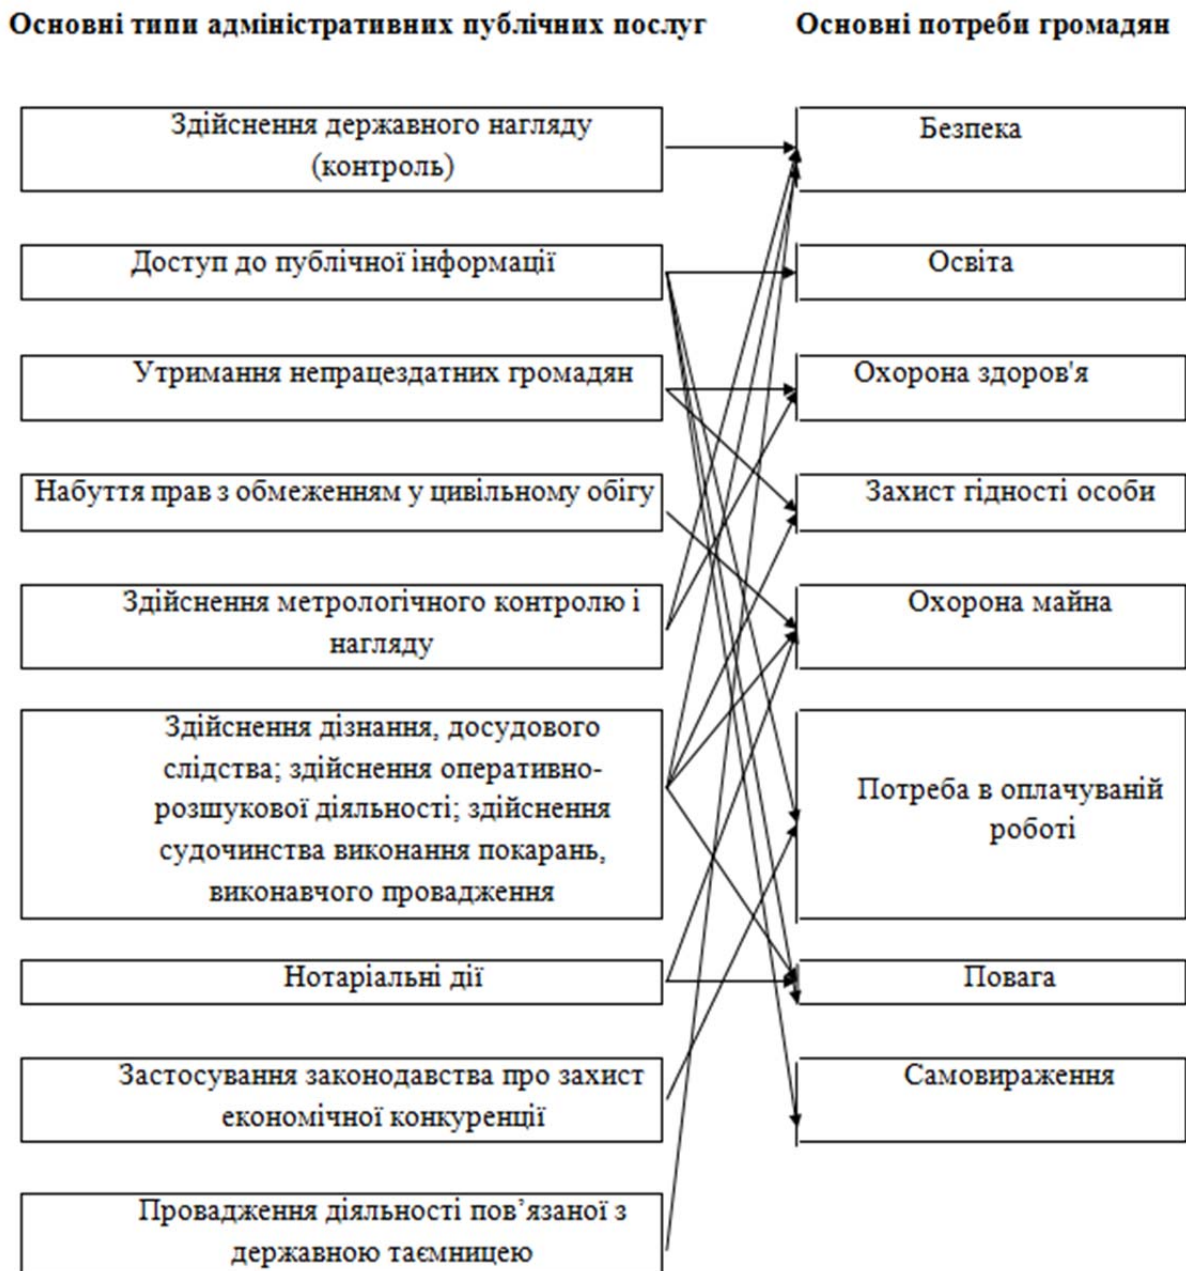 Основні типи адміністративних публічних послуг
Основні потреби громадян
Здійснення державного нагляду
(контроль)
Безпека
Доступ до публічної інформації
Освіта
Утримання непрацездатних громадян
Охорона здоров'я
Набуття прав з обмеженням у цивільному обігу
Захист гідності особи
Здійснення метрологічного контролю і
нагляду
Охорона майна
Здійснення дізнання, досудового
слідства; здійснення оперативно-
розшукової діяльності; здійснення
судочинства виконання покарань,
виконавчого провадження
Потреба в оплачуваній
роботі
Нотаріальні дії
Повага
Застосування законодавства про захист
економічної конкуренції
Самовираження
Провадження діяльності пов’язаної з
державною таємницею